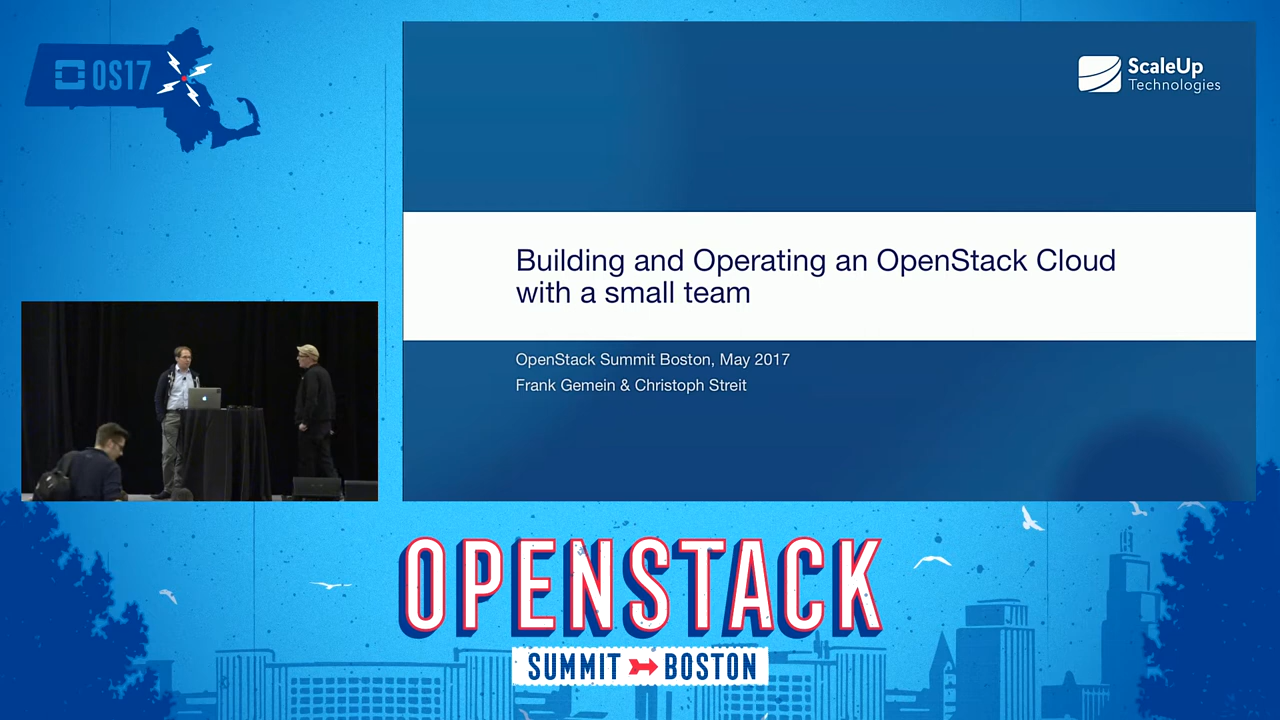 OS17
ScaleUp
Technologies
Building and Operating an OpenStack Cloud
with a small team
OpenStack Summit Boston, May 2017
Frank Gemein & Christoph Streit
OPENSTACK
SUMMIT BOSTON